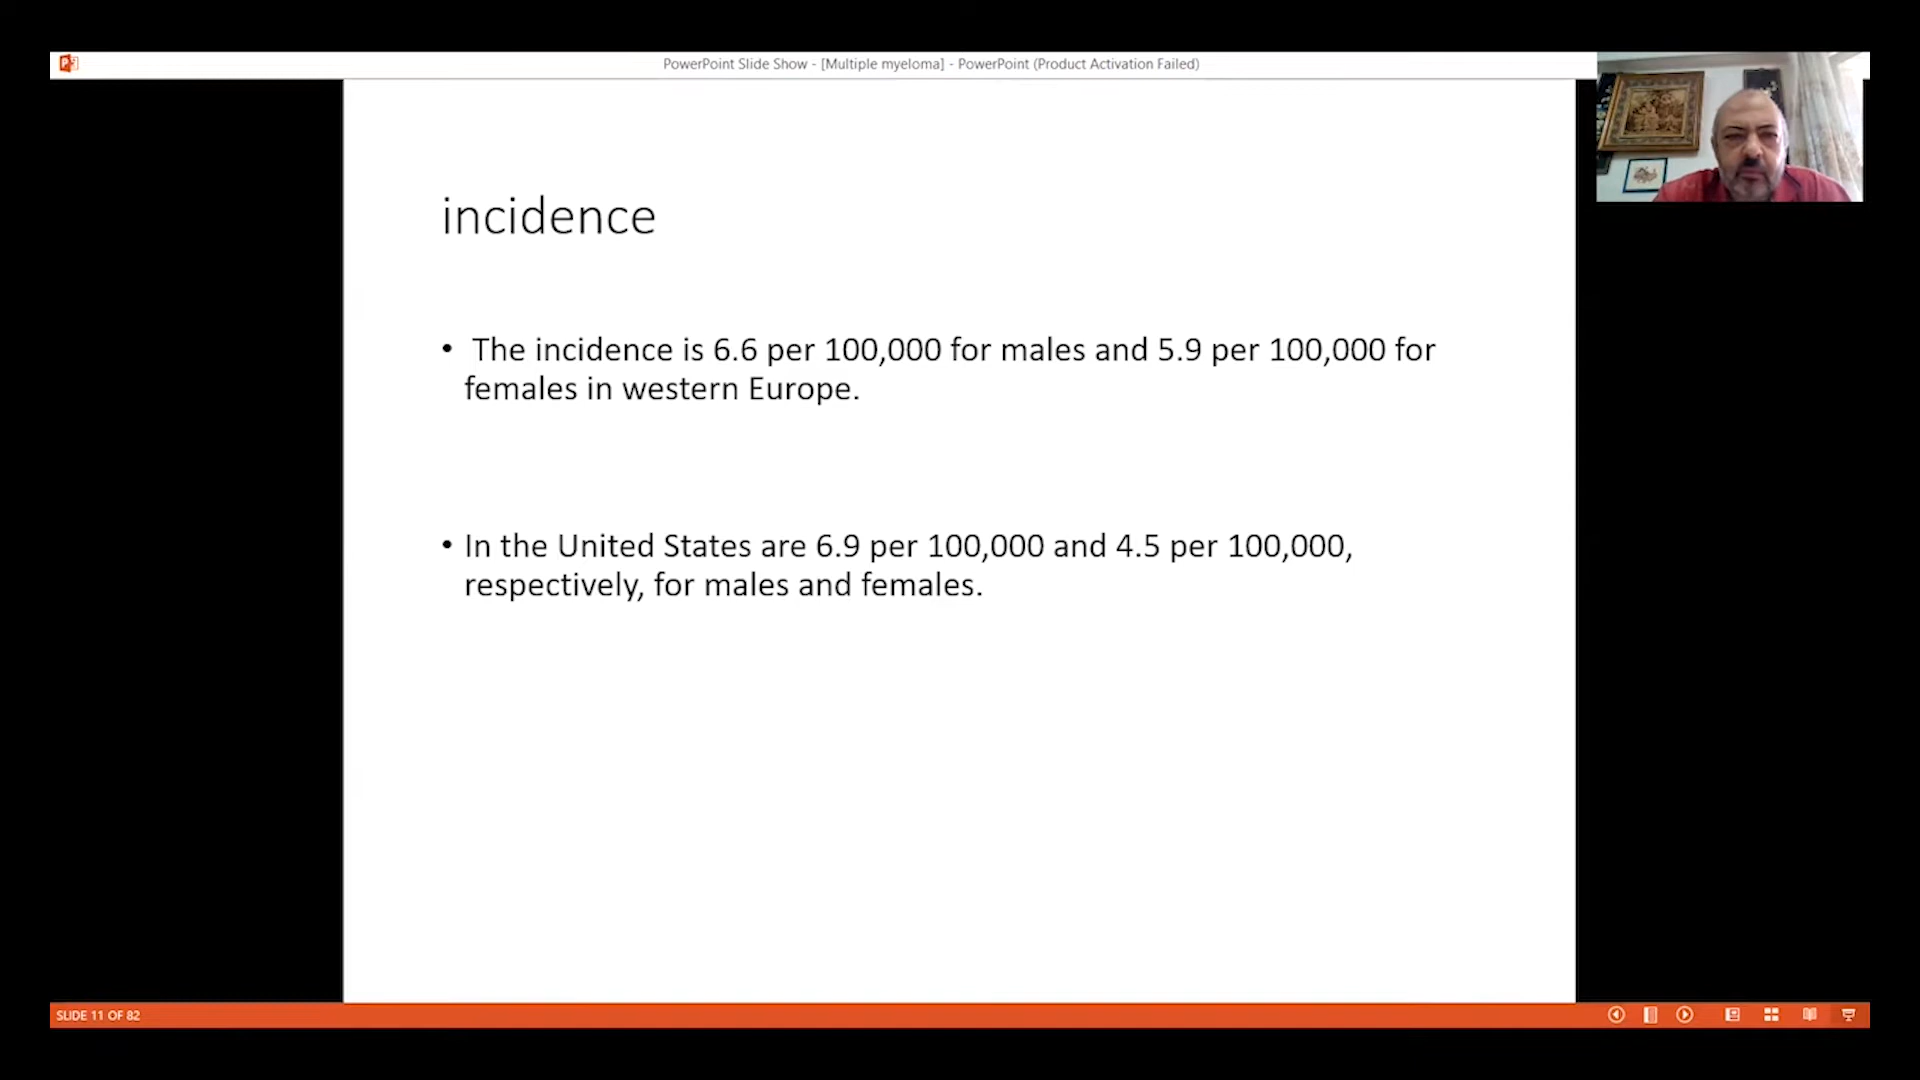 PowerPoint Slide Show - [Multiple myeloma] - PowerPoint (Product Activation Failed)
incidence
• The incidence is 6.6 per 100,000 for males and 5.9 per 100,000 for
females in western Europe.
• In the United States are 6.9 per 100,000 and 4.5 per 100,000,
respectively, for males and females.
SLIDE 11 OF 82